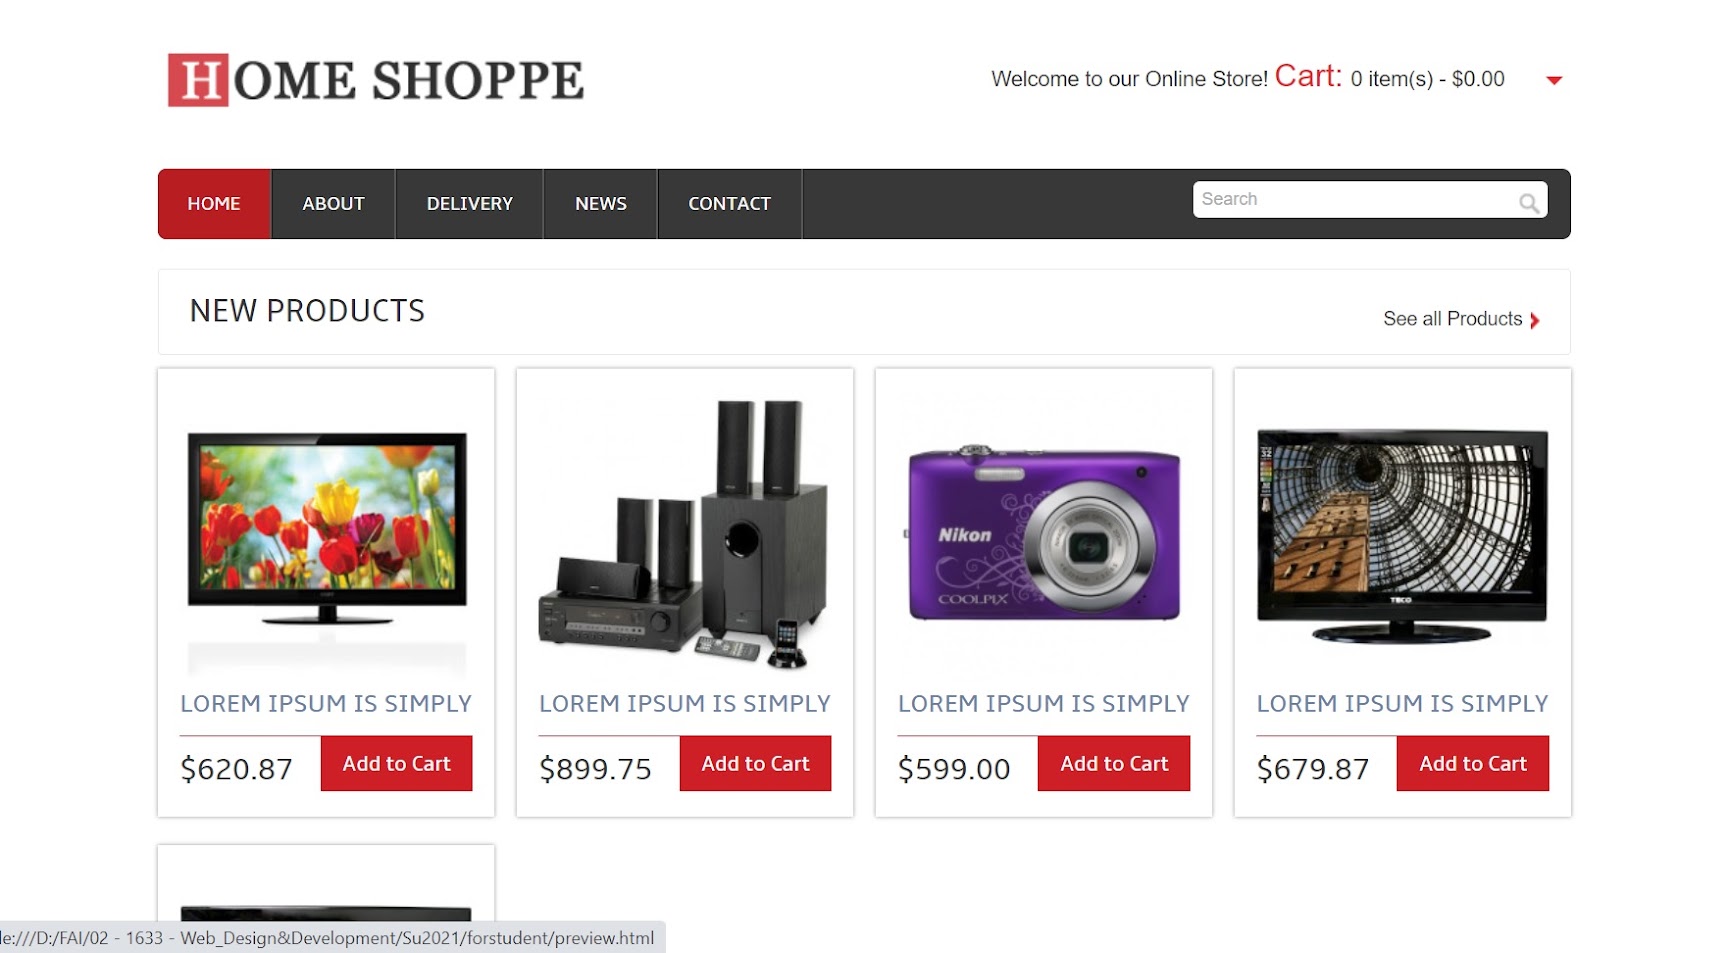 HOME SHOPPE
Welcome to our Online Store! Cart: 0 item(s) - $0.00
HOME ABOUT DELIVERY NEWS CONTACT Search
NEW PRODUCTS
See all Products
Nikon
COOLPIX
TECO
LOREM IPSUM IS SIMPLY LOREM IPSUM IS SIMPLY LOREM IPSUM IS SIMPLY LOREM IPSUM IS SIMPLY
$620.87 Add to Cart $899.75 Add to Cart $599.00 Add to Cart $679.87 Add to Cart
le:///D:/FAI/02 - 1633 - Web_Design&Development/Su2021/forstudent/preview.html